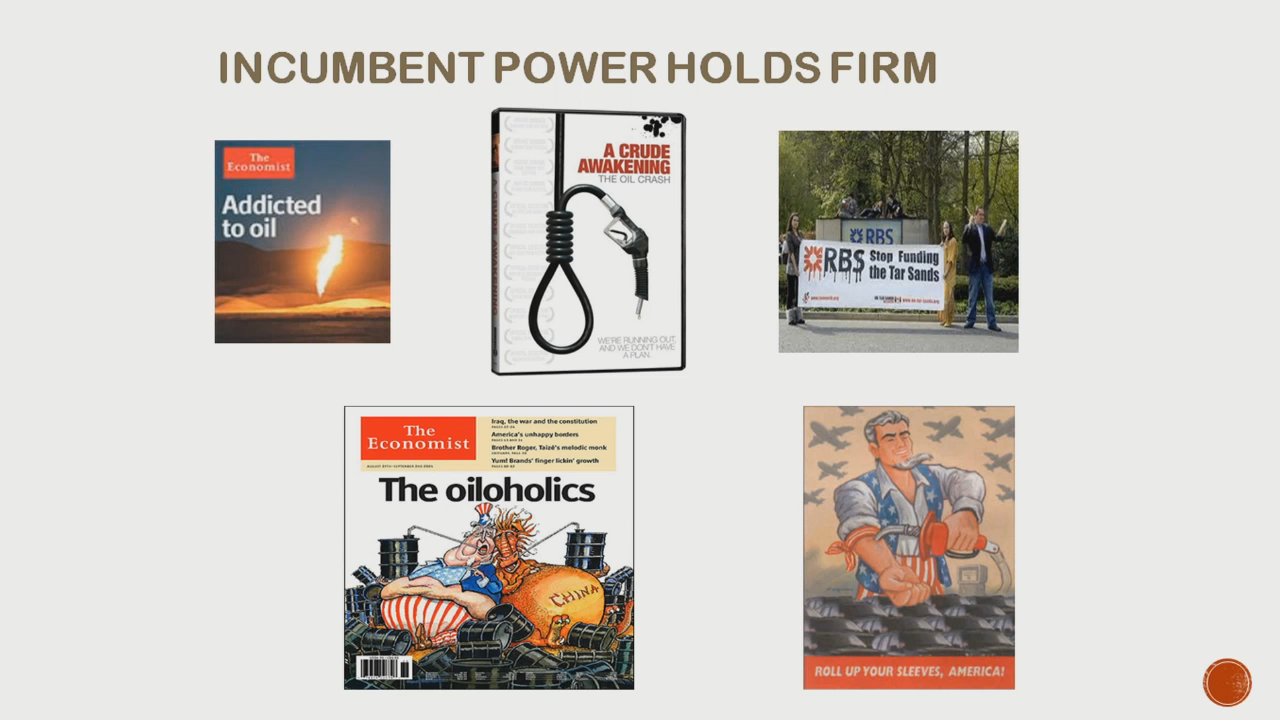 INCUMBENT POWER HOLDS FIRM
The
Economist
Addicted
to oil
A CRUDE
AWAKENING
THE OIL CRASH
WE'RE RUNNING OUT,
AND WE DON'T HAVE
A PLAN.
A CRUDE AWAKENING
RBS
RBS
Stop Funding
the Tar Sands
The
Economist
Iraq, the war and the constitution
America's unhappy borders
Brother Roger, Taizé's melodic monk
Yum! Brands' finger lickin' growth
The oiloholics
CHINA
ROLL UP YOUR SLEEVES, AMERICA!